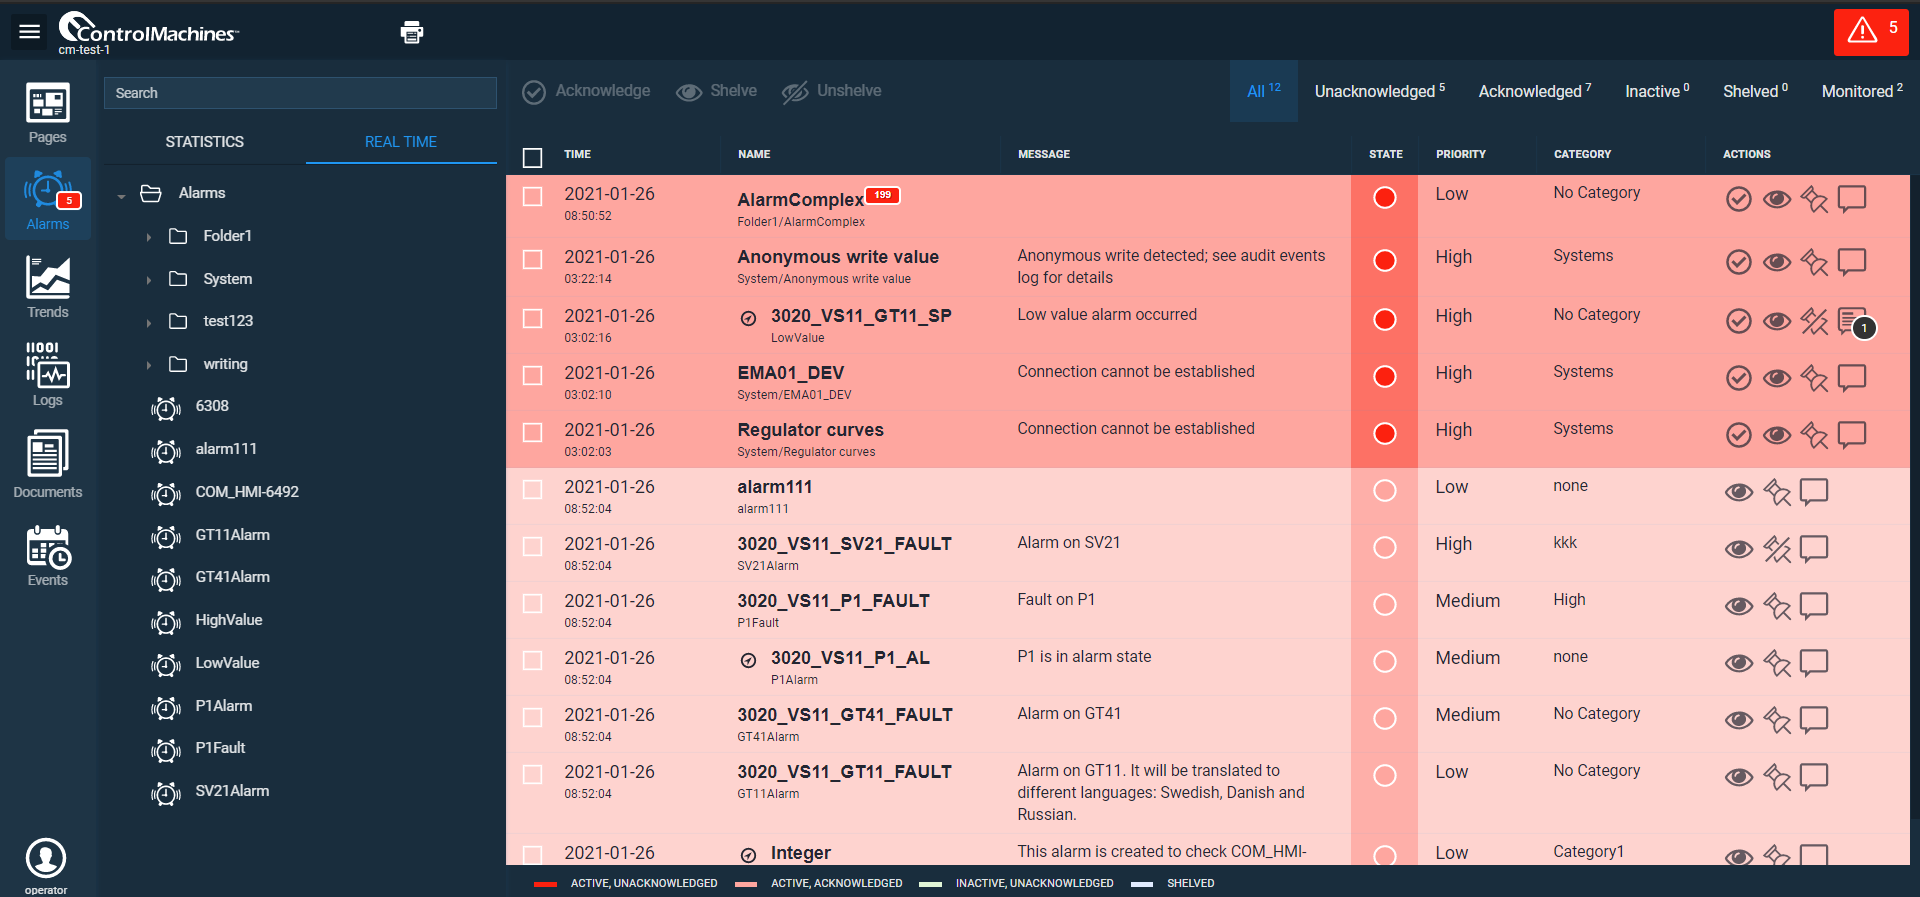 ControlMachines™
cm-test-1
5
Pages
5
Alarms
Trends
Logs
Documents
Events
operator
Search
STATISTICS REAL TIME
Alarms
Folder1
System
test123
writing
6308
alarm111
COM_HMI-6492
GT11Alarm
GT41Alarm
HighValue
LowValue
P1Alarm
P1Fault
SV21Alarm
Acknowledge Shelve Unshelve
All 12 Unacknowledged 5 Acknowledged 7 Inactive 0 Shelved 0 Monitored 2
TIME NAME MESSAGE STATE PRIORITY CATEGORY ACTIONS
2021-01-26 AlarmComplex 199 Low No Category
08:50:52 Folder1/AlarmComplex
2021-01-26 Anonymous write value Anonymous write detected; see audit events High Systems
03:22:14 System/Anonymous write value log for details
2021-01-26 3020_VS11_GT11_SP Low value alarm occurred High No Category 1
03:02:16 LowValue
2021-01-26 EMA01_DEV Connection cannot be established High Systems
03:02:10 System/EMA01_DEV
2021-01-26 Regulator curves Connection cannot be established High Systems
03:02:03 System/Regulator curves
2021-01-26 alarm111 Low none
08:52:04 alarm111
2021-01-26 3020_VS11_SV21_FAULT Alarm on SV21 High kkk
08:52:04 SV21Alarm
2021-01-26 3020_VS11_P1_FAULT Fault on P1 Medium High
08:52:04 P1Fault
2021-01-26 3020_VS11_P1_AL P1 is in alarm state Medium none
08:52:04 P1Alarm
2021-01-26 3020_VS11_GT41_FAULT Alarm on GT41 Medium No Category
08:52:04 GT41Alarm
2021-01-26 3020_VS11_GT11_FAULT Alarm on GT11. It will be translated to Low No Category
08:52:04 GT11Alarm different languages: Swedish, Danish and
Russian.
2021-01-26 Integer This alarm is created to check COM_HMI- Low Category1
ACTIVE, UNACKNOWLEDGED ACTIVE, ACKNOWLEDGED INACTIVE, UNACKNOWLEDGED SHELVED